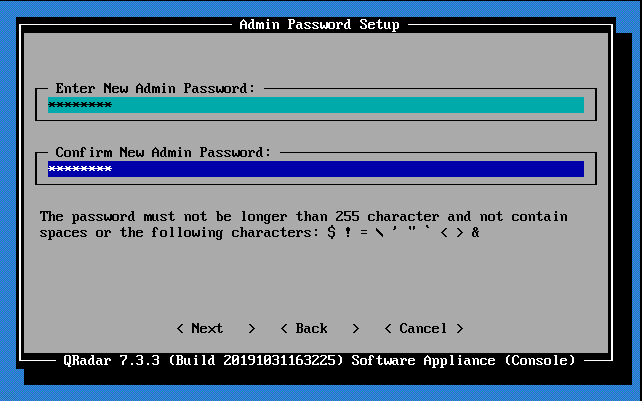 Admin Password Setup
Enter New Admin Password:
********
Confirm New Admin Password:
********
The password must not be longer than 255 character and not contain
spaces or the following characters: $ ! = \ ' " ` < > &
< Next > < Back > < Cancel >
QRadar 7.3.3 (Build 20191031163225) Software Appliance (Console)